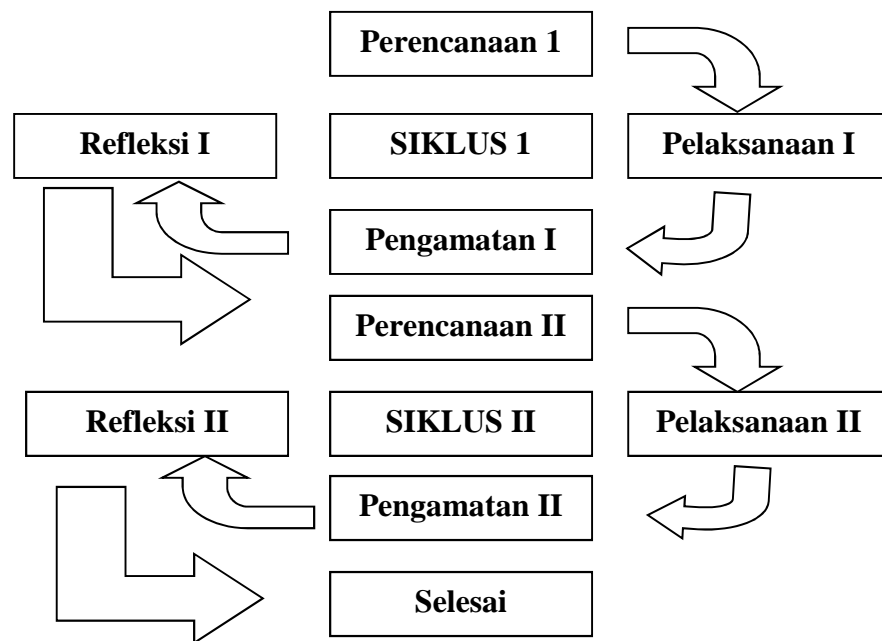 Perencanaan 1
Refleksi I
SIKLUS 1
Pelaksanaan I
Pengamatan I
Perencanaan II
Refleksi II
SIKLUS II
Pelaksanaan II
Pengamatan II
Selesai